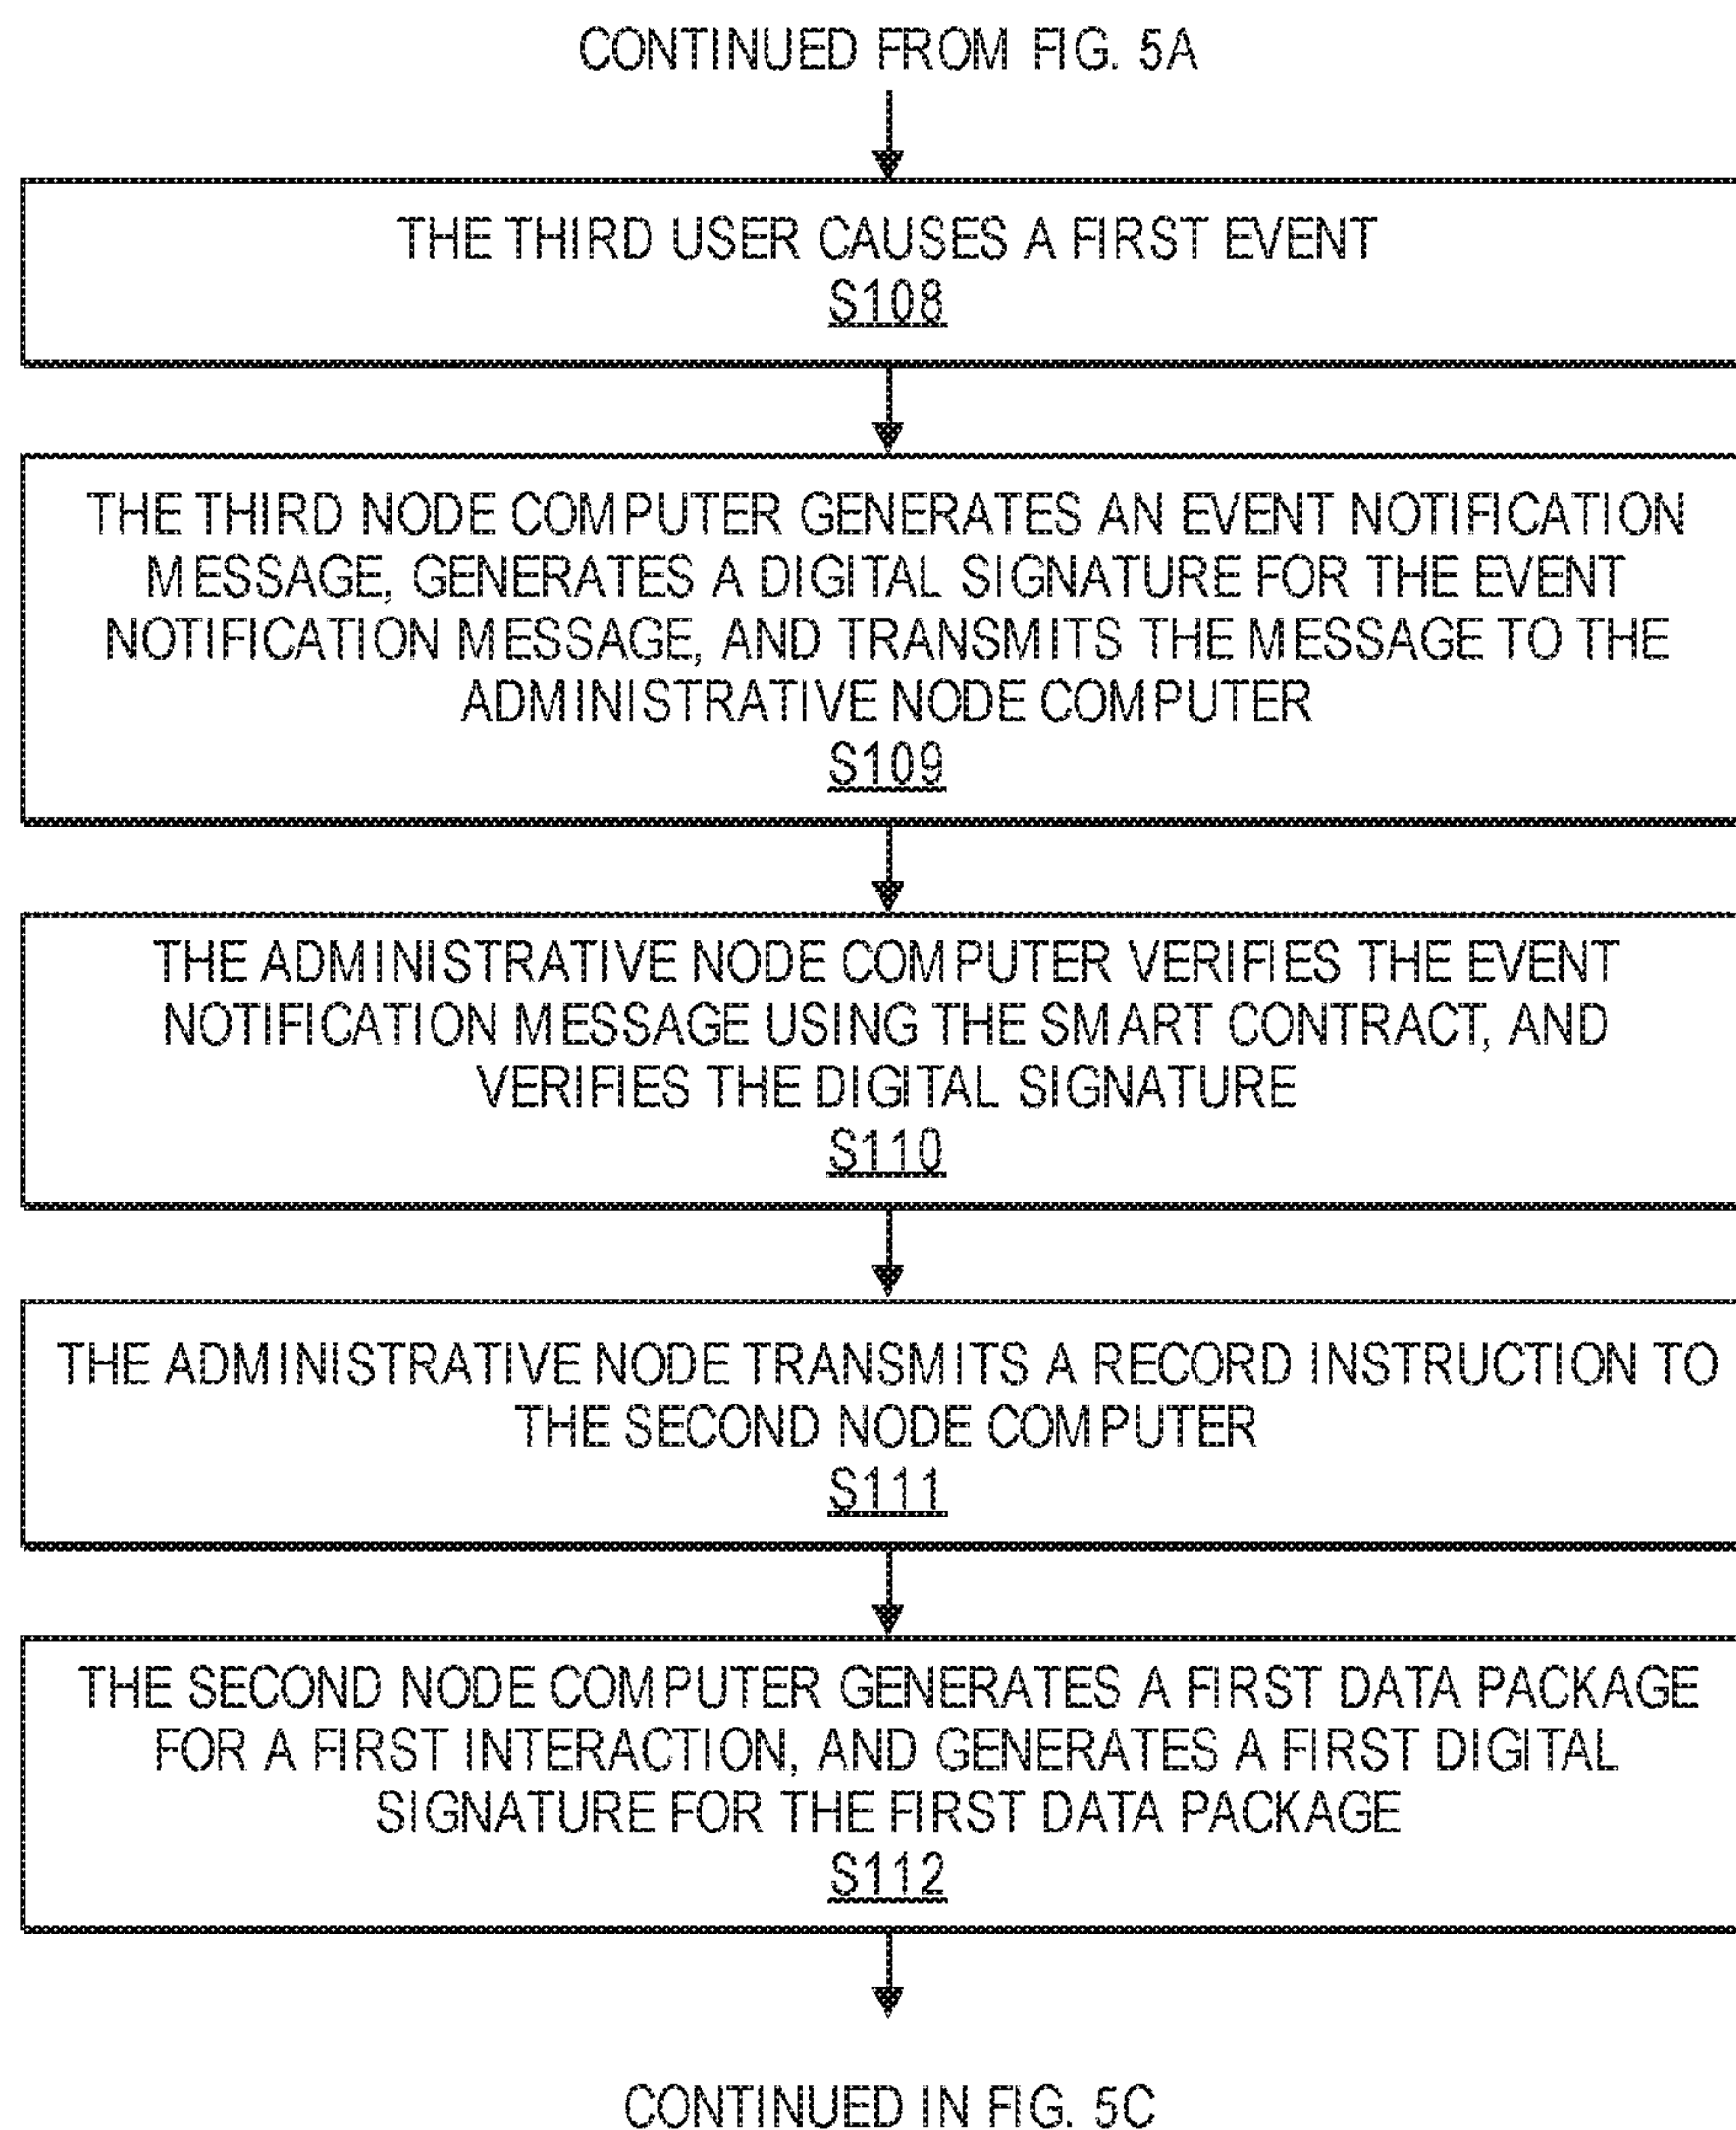 CONTINUED FROM FIG. 5A
THE THIRD USER CAUSES A FIRST EVENT
S108
THE THIRD NODE COMPUTER GENERATES AN EVENT NOTIFICATION
MESSAGE, GENERATES A DIGITAL SIGNATURE FOR THE EVENT
NOTIFICATION MESSAGE, AND TRANSMITS THE MESSAGE TO THE
ADMINISTRATIVE NODE COMPUTER
S109
THE ADMINISTRATIVE NODE COMPUTER VERIFIES THE EVENT
NOTIFICATION MESSAGE USING THE SMART CONTRACT, AND
VERIFIES THE DIGITAL SIGNATURE
S110
THE ADMINISTRATIVE NODE TRANSMITS A RECORD INSTRUCTION TO
THE SECOND NODE COMPUTER
S111
THE SECOND NODE COMPUTER GENERATES A FIRST DATA PACKAGE
FOR A FIRST INTERACTION, AND GENERATES A FIRST DIGITAL
SIGNATURE FOR THE FIRST DATA PACKAGE
S112
CONTINUED IN FIG. 5C